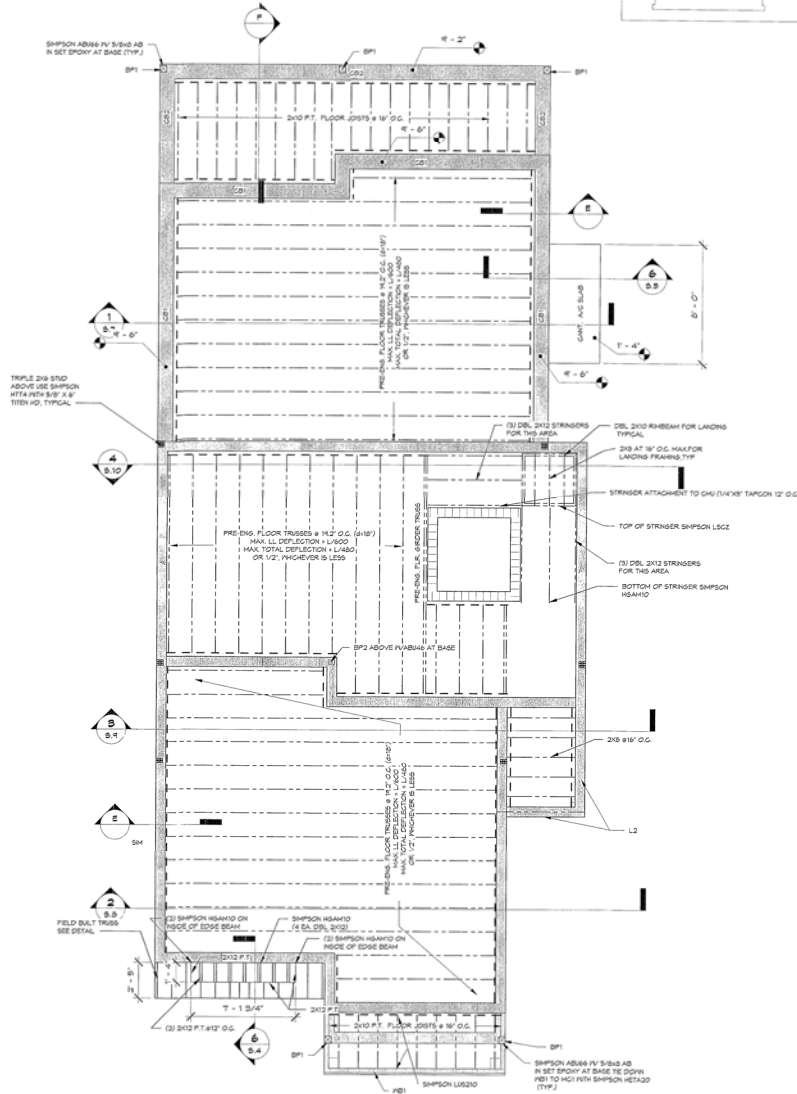 F
SIMPSON ABU66 W/ 5/8x8 AB
IN SET EPOXY AT BASE (TYP.)
BP1
BP1
9' - 2"
BP1
CB2
CB2
CB2
2X10 P.T. FLOOR JOISTS @ 16" O.C.
9' - 6"
CB1
CB1
E
PRE-ENG. FLOOR TRUSSES @ 19.2" O.C. (d=18")
MAX. LL DEFLECTION = L/600
MAX. TOTAL DEFLECTION = L/480
OR 1/2", WHICHEVER IS LESS
6
S.5
CANT. A/C SLAB
8' - 0"
CB1
CB1
1
9' - 6"
1' - 4"
9' - 6"
TRIPLE 2X6 STUD
ABOVE USE SIMPSON
HTT4 WITH 5/8" X 6"
TITEN HD, TYPICAL
(3) DBL 2X12 STRINGERS
FOR THIS AREA
DBL 2X10 RIMBEAM FOR LANDING
TYPICAL
2X8 AT 16" O.C. MAX.FOR
LANDING FRAMING,TYP
4
S.10
STRINGER ATTACHMENT TO CMU (1/4"X3" TAPCON 12" O.C
PRE-ENG. FLR. GIRDER TRUSS
TOP OF STRINGER SIMPSON LSCZ
PRE-ENG. FLOOR TRUSSES @ 19.2" O.C. (d=18")
MAX. LL DEFLECTION = L/600
MAX. TOTAL DEFLECTION = L/480
OR 1/2", WHICHEVER IS LESS
(3) DBL 2X12 STRINGERS
FOR THIS AREA
BOTTOM OF STRINGER SIMPSON
HGAM10
BP2 ABOVE W/ABU46 AT BASE
3
S.9
2X8 @16" O.C.
PRE-ENG. FLOOR TRUSSES @ 19.2" O.C. (d=18")
MAX. LL DEFLECTION = L/600
MAX. TOTAL DEFLECTION = L/480
OR 1/2", WHICHEVER IS LESS
E
SIM
L2
2
FIELD BUILT TRUSS
SEE DETAIL
(2) SIMPSON HGAM10 ON
INSIDE OF EDGE BEAM
SIMPSON HGAM10
(4 EA. DBL 2X12)
(2) SIMPSON HGAM10 ON
INSIDE OF EDGE BEAM
2X12 P.T.
7' - 1 3/4"
2X12 P.T.
(3) 2X12 P.T.@12" O.C.
2X10 P.T. FLOOR JOISTS @ 16" O.C.
6
S.4
BP1
BP1
SIMPSON LUS210
WB1
SIMPSON ABU66 W/ 5/8x8 AB
IN SET EPOXY AT BASE TIE DOWN
WB1 TO MC1 WITH SIMPSON HETA20
(TYP.)